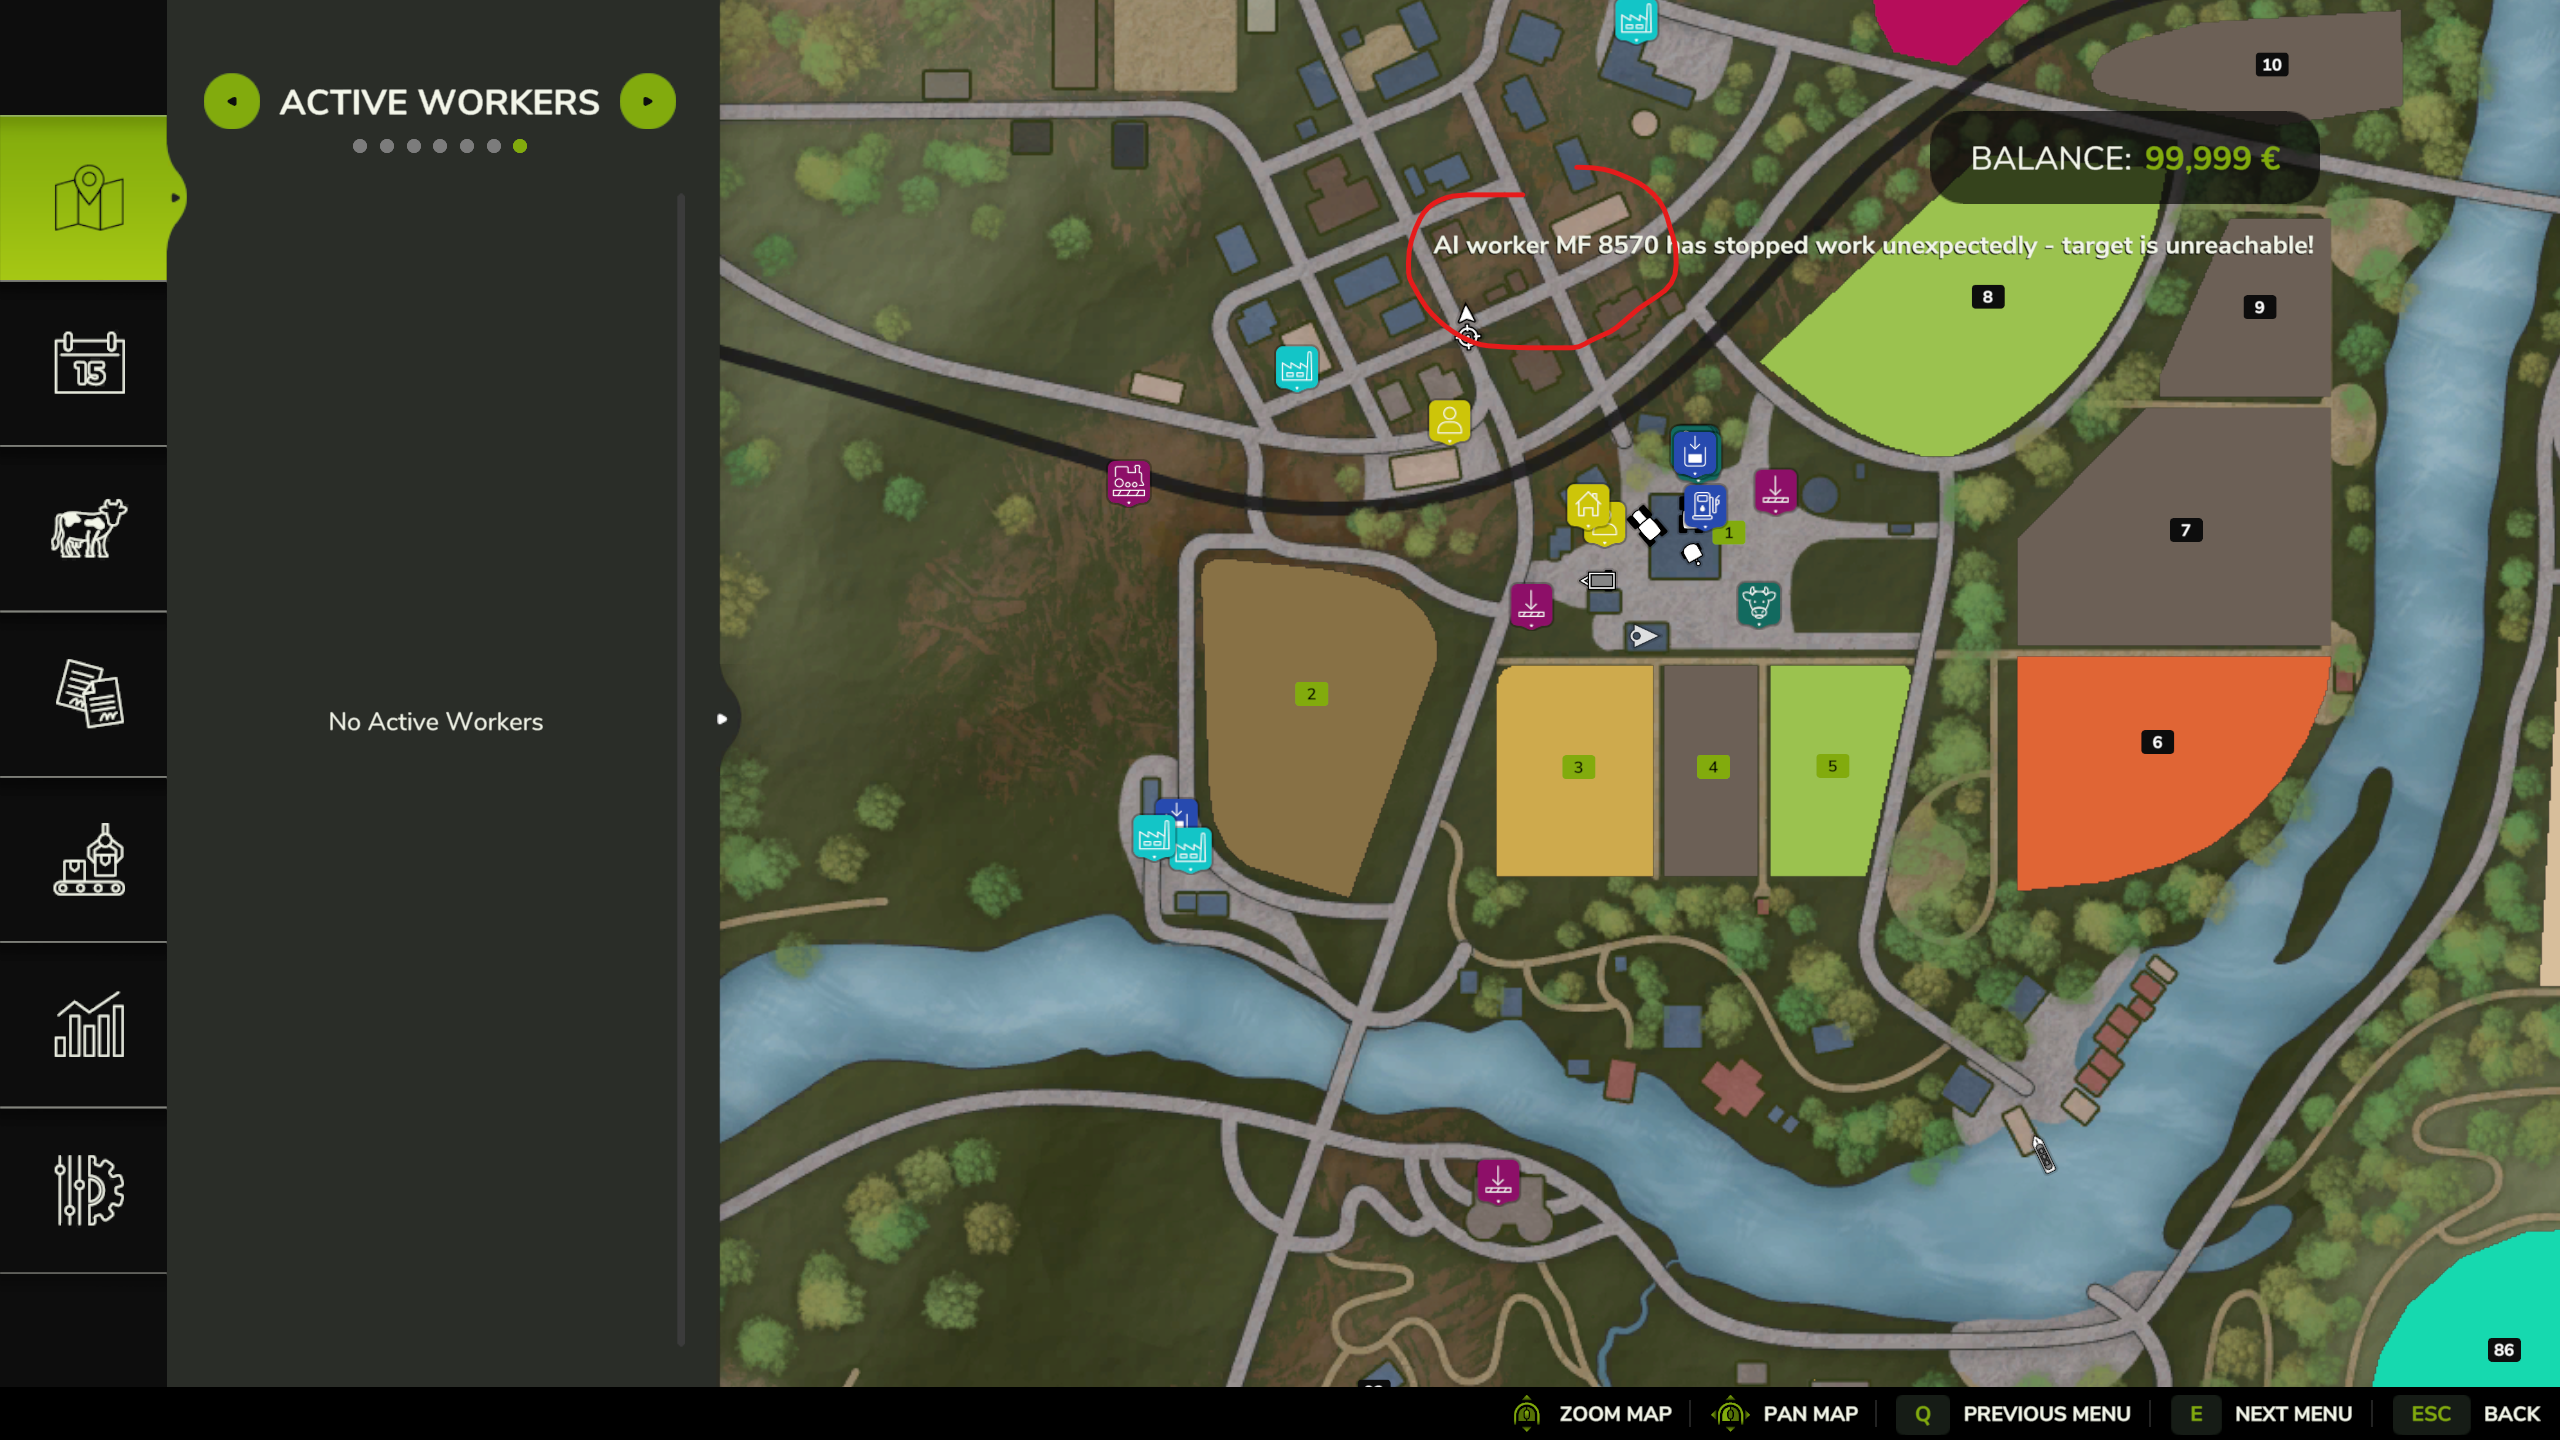 ACTIVE WORKERS
15
No Active Workers
10
BALANCE: 99,999 €
AI worker MF 8570 has stopped work unexpectedly - target is unreachable!
8
9
7
1
2
3
4
5
6
86
ZOOM MAP
PAN MAP
Q PREVIOUS MENU
E NEXT MENU
ESC BACK